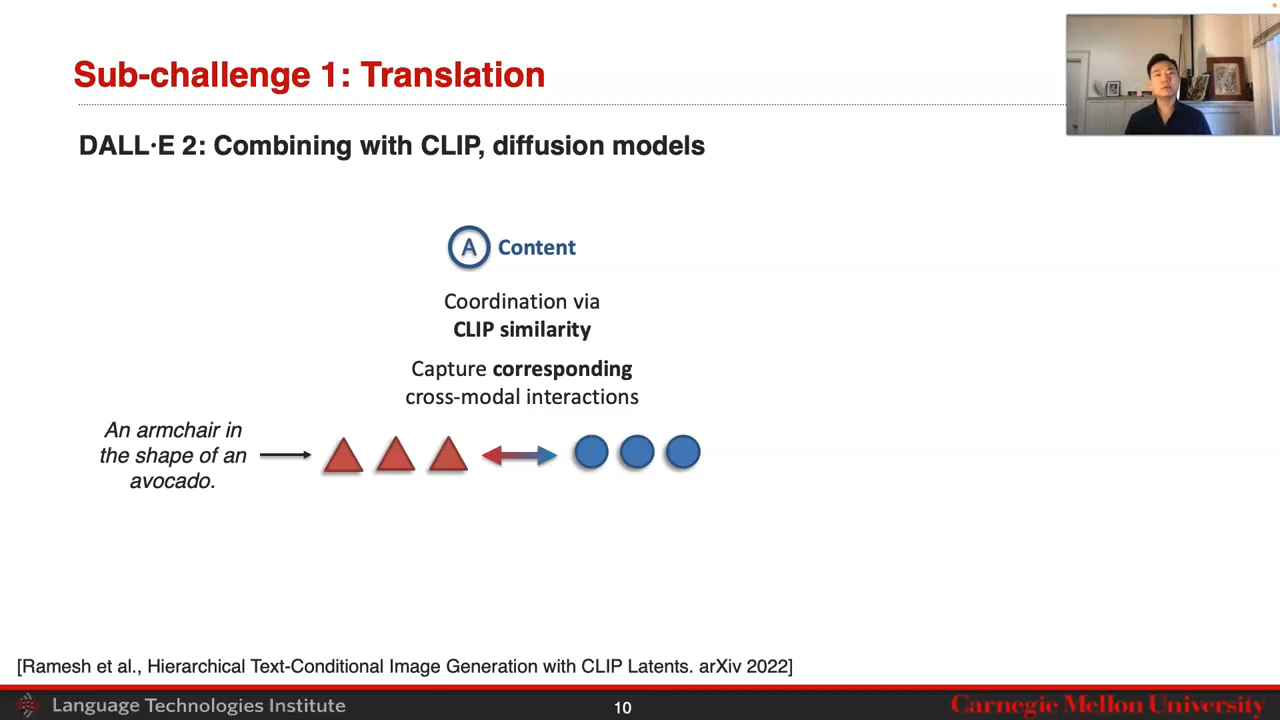 Sub-challenge 1: Translation
DALL·E 2: Combining with CLIP, diffusion models
A Content
Coordination via
CLIP similarity
Capture corresponding
cross-modal interactions
An armchair in
the shape of an
avocado.
[Ramesh et al., Hierarchical Text-Conditional Image Generation with CLIP Latents. arXiv 2022]
Language Technologies Institute
10
Carnegie Mellon University